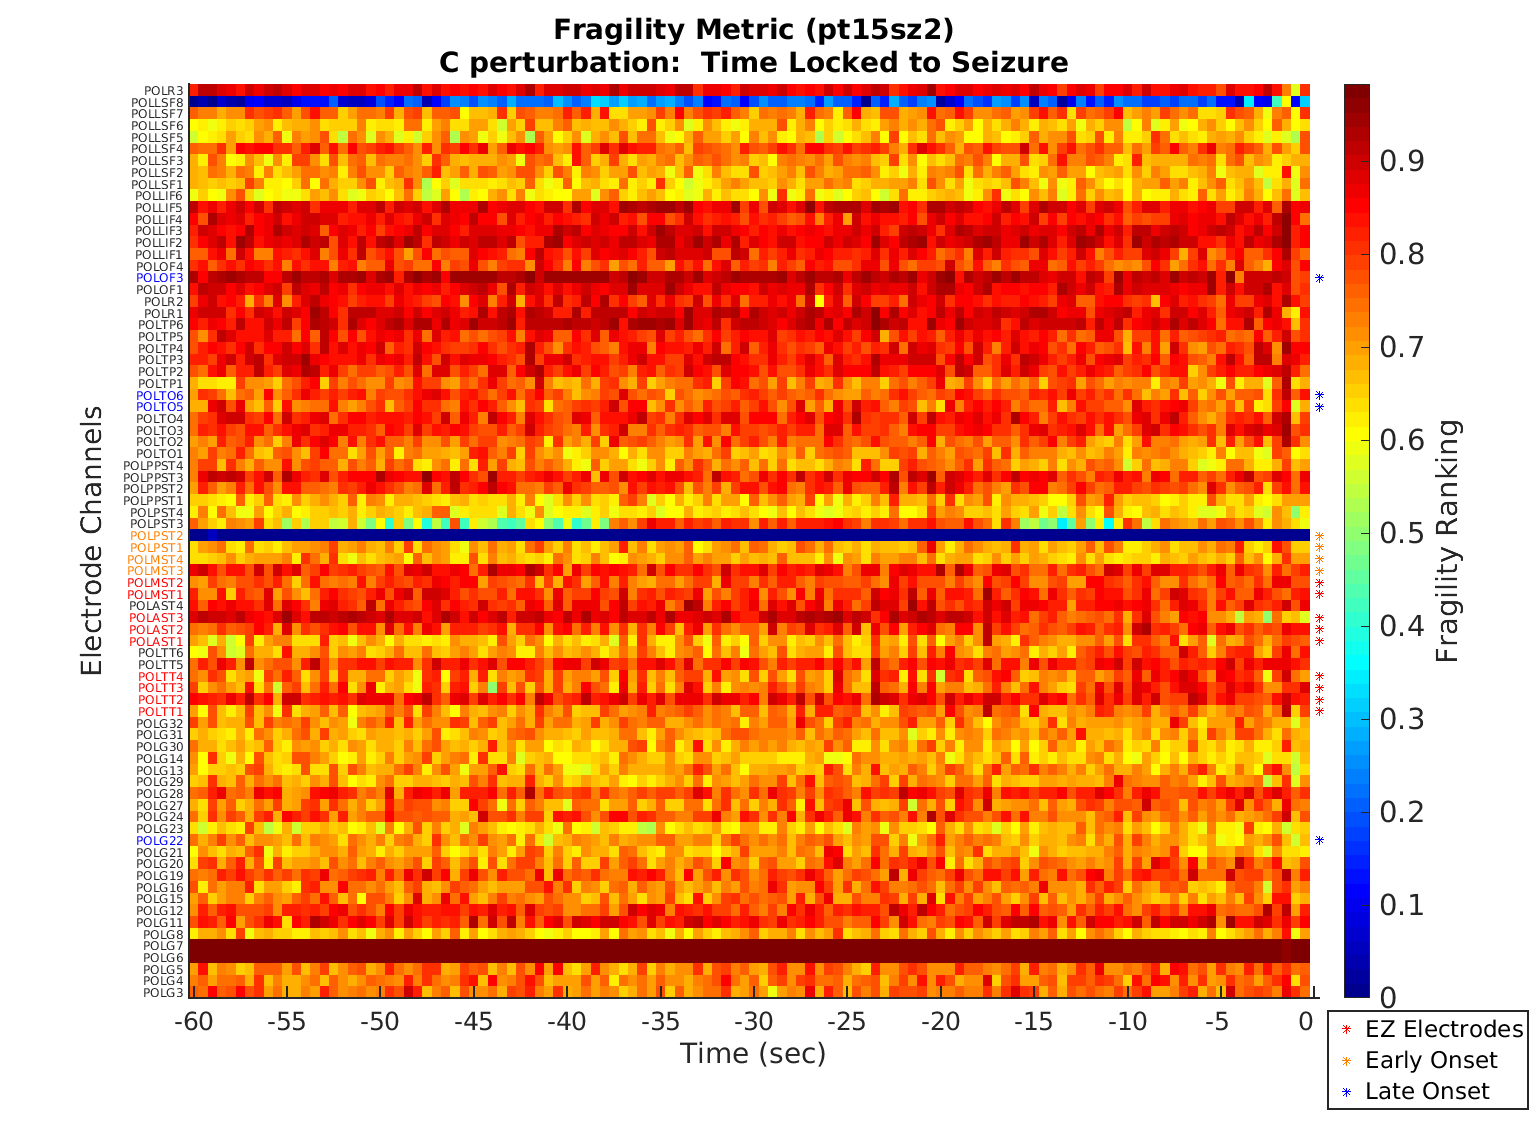 Fragility Metric (pt15sz2)
C perturbation:  Time Locked to Seizure
Electrode Channels
POLR3
POLLSF8
POLLSF7
POLLSF6
POLLSF5
POLLSF4
POLLSF3
POLLSF2
POLLSF1
POLLIF6
POLLIF5
POLLIF4
POLLIF3
POLLIF2
POLLIF1
POLOF4
POLOF3
POLOF1
POLR2
POLR1
POLTP6
POLTP5
POLTP4
POLTP3
POLTP2
POLTP1
POLTO6
POLTO5
POLTO4
POLTO3
POLTO2
POLTO1
POLPPST4
POLPPST3
POLPPST2
POLPPST1
POLPST4
POLPST3
POLPST2
POLPST1
POLMST4
POLMST3
POLMST2
POLMST1
POLAST4
POLAST3
POLAST2
POLAST1
POLTT6
POLTT5
POLTT4
POLTT3
POLTT2
POLTT1
POLG32
POLG31
POLG30
POLG14
POLG13
POLG29
POLG28
POLG27
POLG24
POLG23
POLG22
POLG21
POLG20
POLG19
POLG16
POLG15
POLG12
POLG11
POLG8
POLG7
POLG6
POLG5
POLG4
POLG3
-60 -55 -50 -45 -40 -35 -30 -25 -20 -15 -10 -5 0
Time (sec)
0.9
0.8
0.7
0.6
0.5
0.4
0.3
0.2
0.1
0
Fragility Ranking
EZ Electrodes
Early Onset
Late Onset